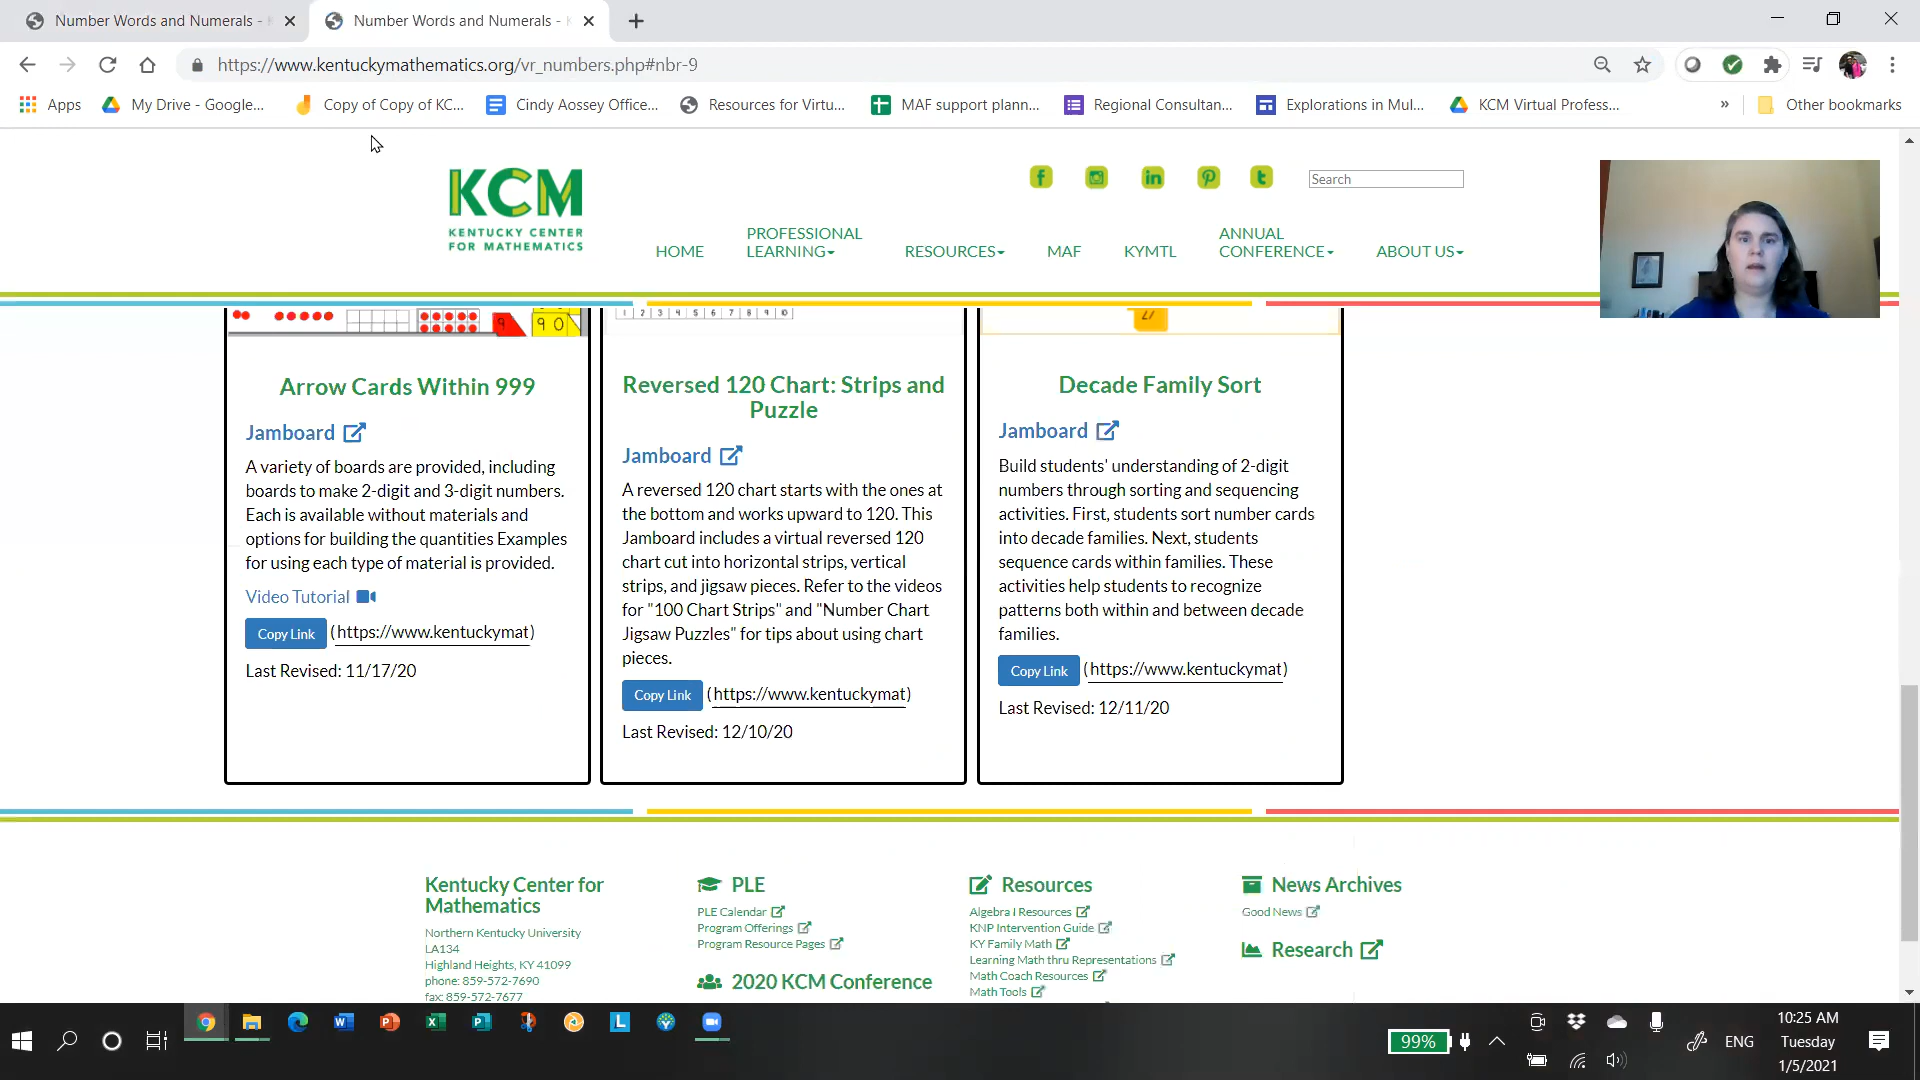 Number Words and Numerals -
Number Words and Numerals -
https://www.kentuckymathematics.org/vr_numbers.php#nbr-9
Apps
My Drive - Google...
Copy of Copy of KC...
Cindy Aossey Office...
Resources for Virtu...
MAF support plann...
Regional Consultan...
Explorations in Mul...
KCM Virtual Profess...
»
Other bookmarks
KCM
KENTUCKY CENTER
FOR MATHEMATICS
Search
HOME
PROFESSIONAL
LEARNING
RESOURCES
MAF
KYMTL
ANNUAL
CONFERENCE
ABOUT US
9
9 0
1 2 3 4 5 6 7 8 9 10
27
Arrow Cards Within 999
Jamboard
A variety of boards are provided, including
boards to make 2-digit and 3-digit numbers.
Each is available without materials and
options for building the quantities Examples
for using each type of material is provided.
Video Tutorial
Copy Link (https://www.kentuckymat)
Last Revised: 11/17/20
Reversed 120 Chart: Strips and
Puzzle
Jamboard
A reversed 120 chart starts with the ones at
the bottom and works upward to 120. This
Jamboard includes a virtual reversed 120
chart cut into horizontal strips, vertical
strips, and jigsaw pieces. Refer to the videos
for "100 Chart Strips" and "Number Chart
Jigsaw Puzzles" for tips about using chart
pieces.
Copy Link (https://www.kentuckymat)
Last Revised: 12/10/20
Decade Family Sort
Jamboard
Build students' understanding of 2-digit
numbers through sorting and sequencing
activities. First, students sort number cards
into decade families. Next, students
sequence cards within families. These
activities help students to recognize
patterns both within and between decade
families.
Copy Link (https://www.kentuckymat)
Last Revised: 12/11/20
Kentucky Center for
Mathematics
Northern Kentucky University
LA134
Highland Heights, KY 41099
phone: 859-572-7690
fax: 859-572-7677
PLE
PLE Calendar
Program Offerings
Program Resource Pages
2020 KCM Conference
Resources
Algebra I Resources
KNP Intervention Guide
KY Family Math
Learning Math thru Representations
Math Coach Resources
Math Tools
News Archives
Good News
Research
99%
ENG
10:25 AM
Tuesday
1/5/2021